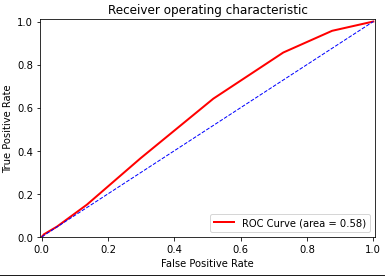 Receiver operating characteristic
True Positive Rate
1.0
0.8
0.6
0.4
0.2
0.0
ROC Curve (area = 0.58)
0.0 0.2 0.4 0.6 0.8 1.0
False Positive Rate